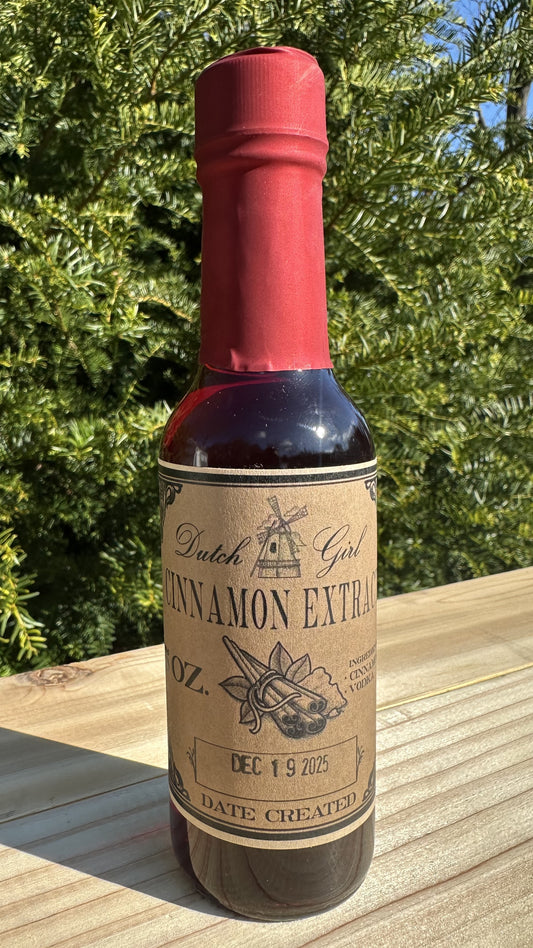 Dutch Girl
CINNAMON EXTRAC
OZ.
DEC 19 2025
DATE CREATED